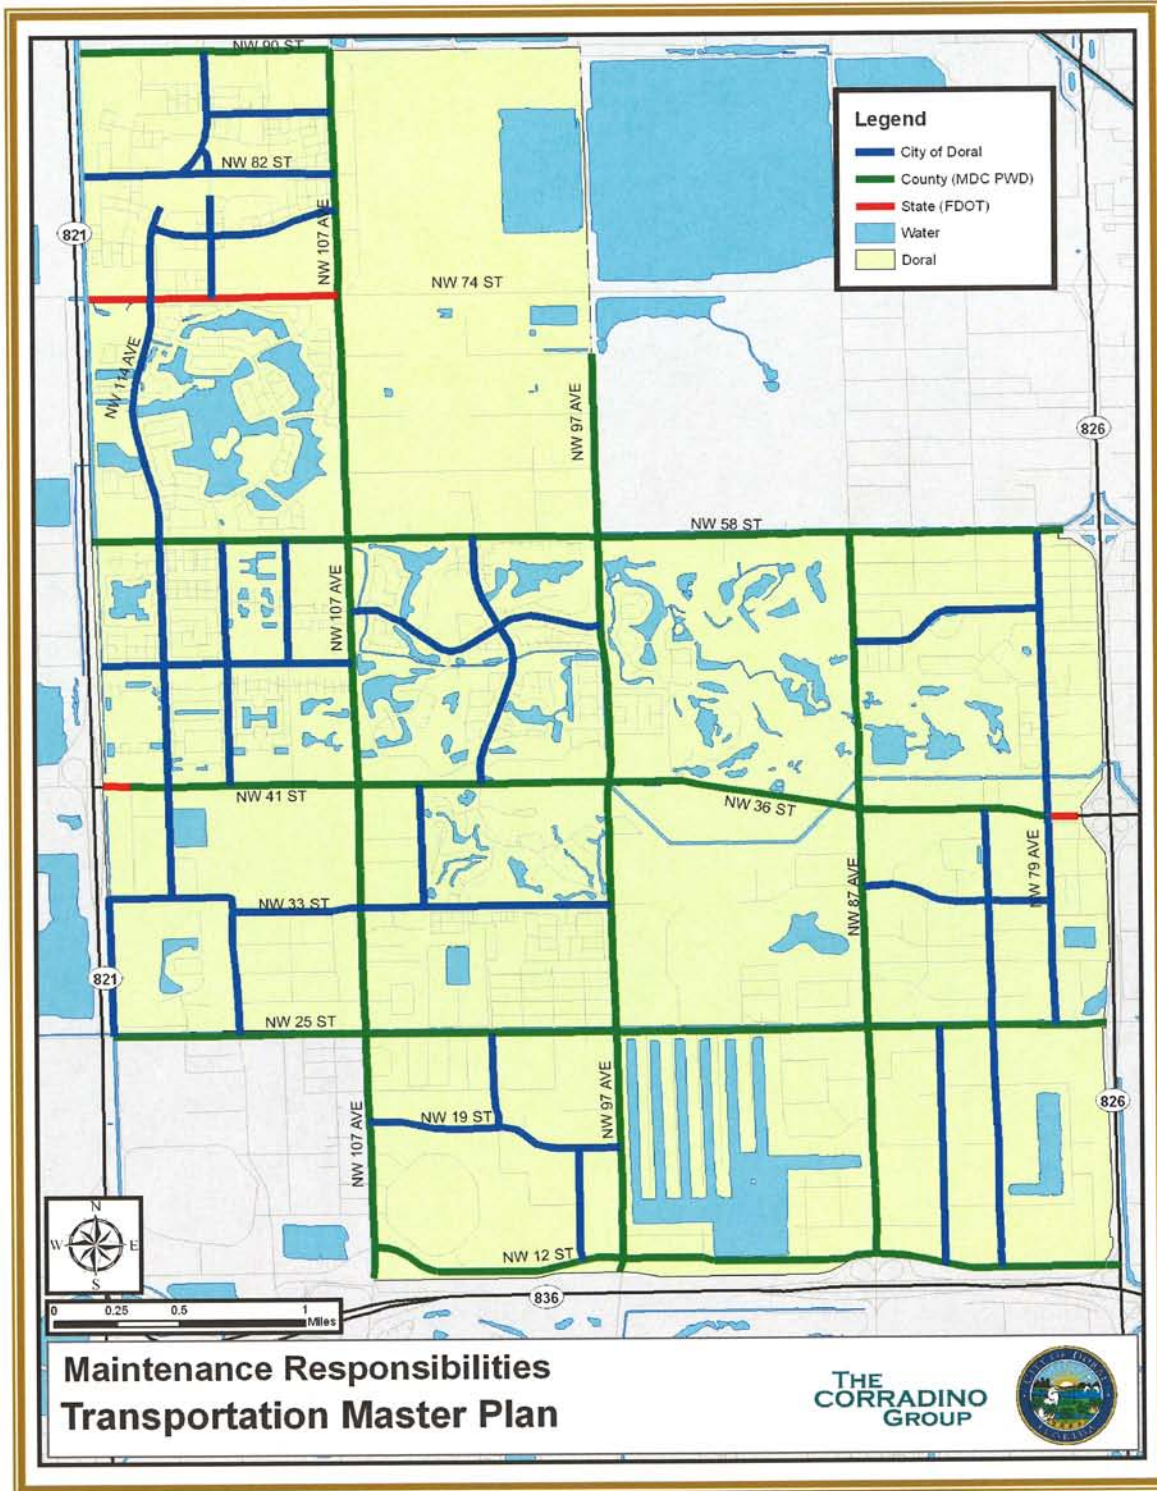 NW 90 ST
Legend
City of Doral
County (MDC PWD)
State (FDOT)
Water
Doral
NW 82 ST
821
NW 107 AVE
NW 74 ST
NW 114 AVE
NW 97 AVE
826
NW 58 ST
NW 107 AVE
NW 41 ST
NW 36 ST
NW 79 AVE
NW 87 AVE
NW 33 ST
821
NW 25 ST
NW 97 AVE
826
NW 107 AVE
NW 19 ST
N
W E
S
NW 12 ST
836
0 0.25 0.5 1
Miles
Maintenance Responsibilities
Transportation Master Plan
THE
CORRADINO
GROUP
CITY OF DORAL
FLORIDA